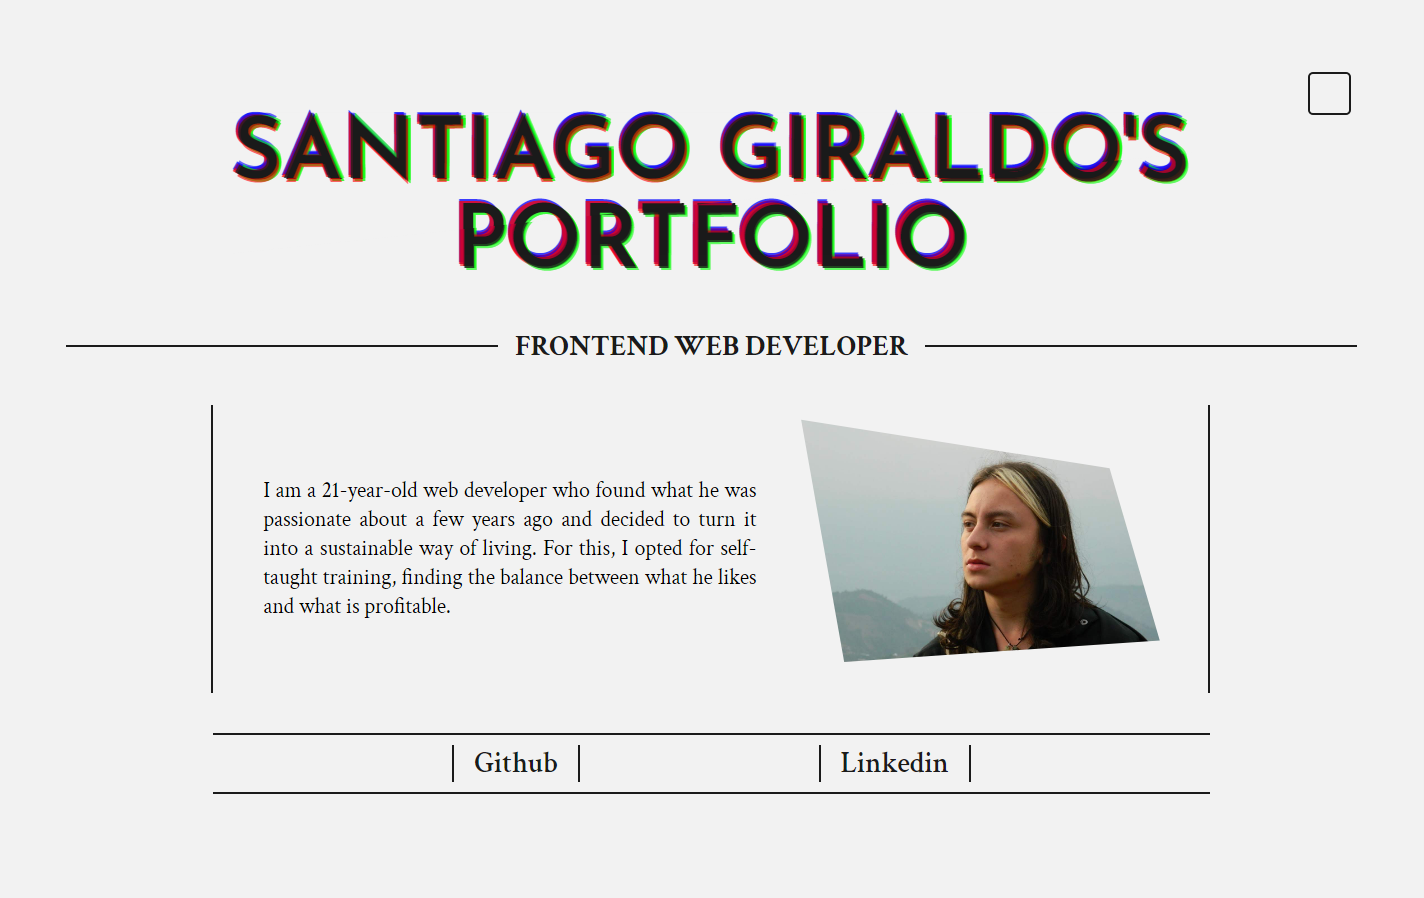 SANTIAGO GIRALDO'S
PORTFOLIO
FRONTEND WEB DEVELOPER
I am a 21-year-old web developer who found what he was
passionate about a few years ago and decided to turn it
into a sustainable way of living. For this, I opted for self-
taught training, finding the balance between what he likes
and what is profitable.
Github
Linkedin